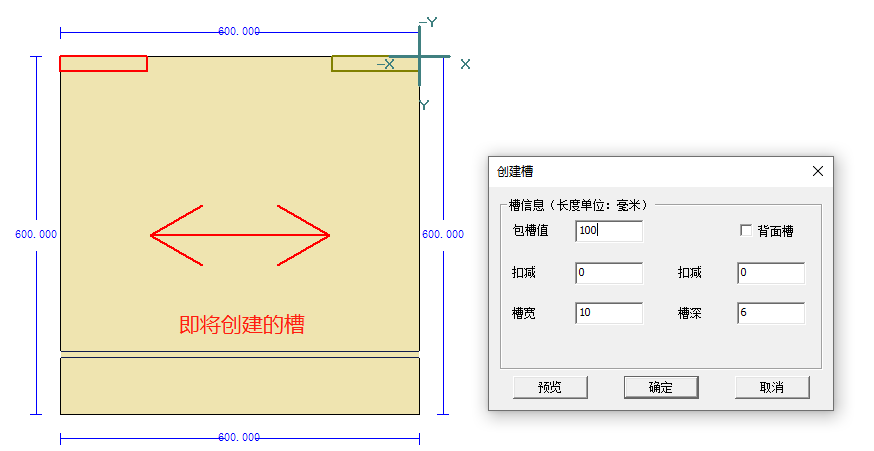 600.000
-Y
-X
X
Y
600.000
600.000
即将创建的槽
600.000
创建槽
槽信息（长度单位：毫米）
包槽值 100 背面槽
扣减 0 扣减 0
槽宽 10 槽深 6
预览 确定 取消